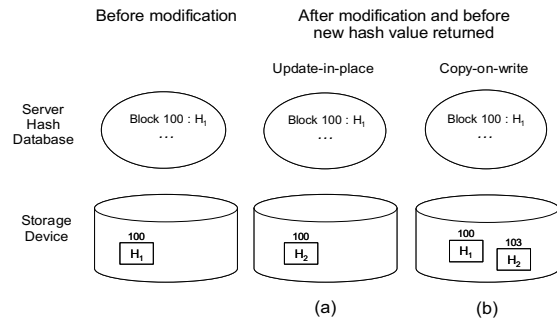 Before modification
After modification and before
new hash value returned
Update-in-place
Copy-on-write
Server
Hash
Database
Block 100 : H₁
...
Block 100 : H₁
...
Block 100 : H₁
...
Storage
Device
100
H₁
100
H₂
100
H₁
103
H₂
(a)
(b)